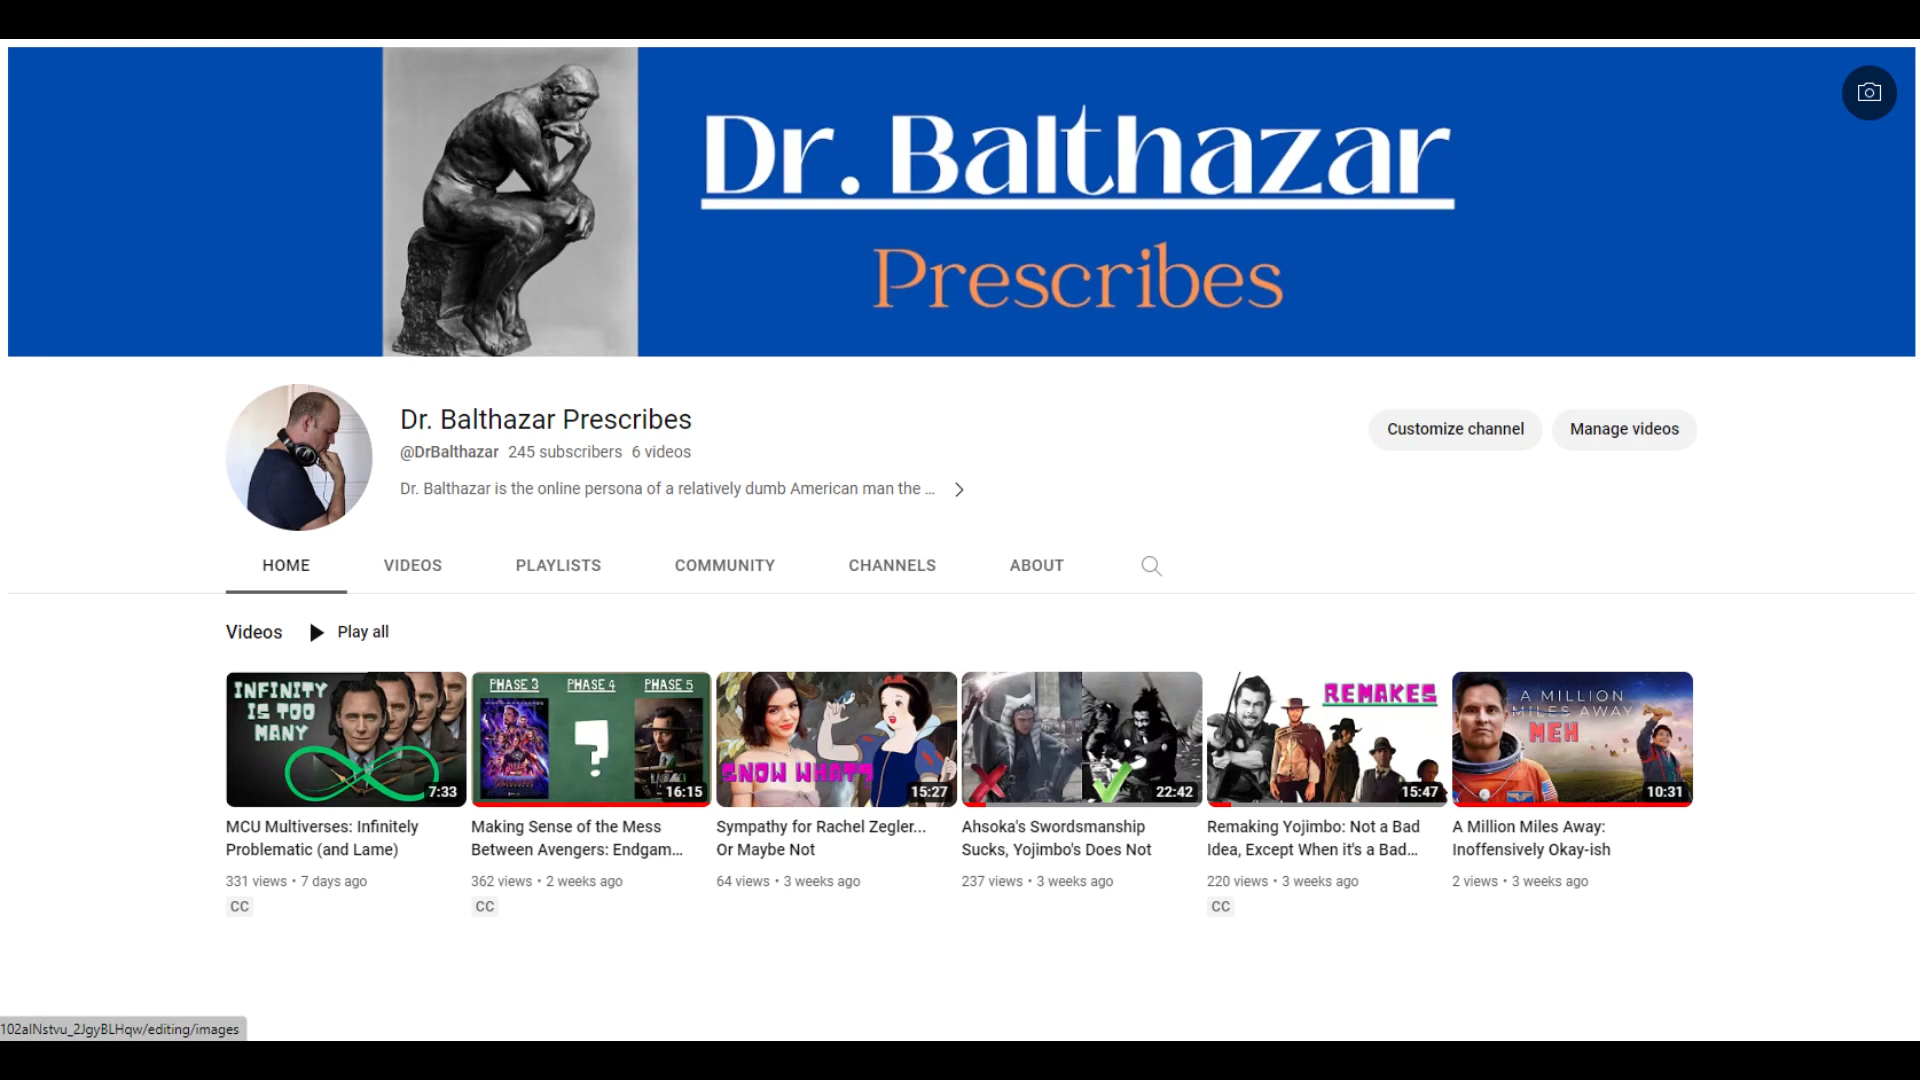 Dr. Balthazar
Prescribes
Dr. Balthazar Prescribes
@DrBalthazar 245 subscribers 6 videos
Dr. Balthazar is the online persona of a relatively dumb American man the ...
Customize channel
Manage videos
HOME
VIDEOS
PLAYLISTS
COMMUNITY
CHANNELS
ABOUT
Videos
Play all
INFINITY
IS TOO
MANY
7:33
MCU Multiverses: Infinitely
Problematic (and Lame)
331 views • 7 days ago
CC
PHASE 3
PHASE 4
PHASE 5
?
16:15
Making Sense of the Mess
Between Avengers: Endgam...
362 views • 2 weeks ago
CC
SNOW WHAT?
15:27
Sympathy for Rachel Zegler...
Or Maybe Not
64 views • 3 weeks ago
22:42
Ahsoka's Swordsmanship
Sucks, Yojimbo's Does Not
237 views • 3 weeks ago
REMAKES
15:47
Remaking Yojimbo: Not a Bad
Idea, Except When it's a Bad...
220 views • 3 weeks ago
CC
A MILLION
MILES AWAY
MEH
10:31
A Million Miles Away:
Inoffensively Okay-ish
2 views • 3 weeks ago
102alNstvu_2JgyBLHqw/editing/images